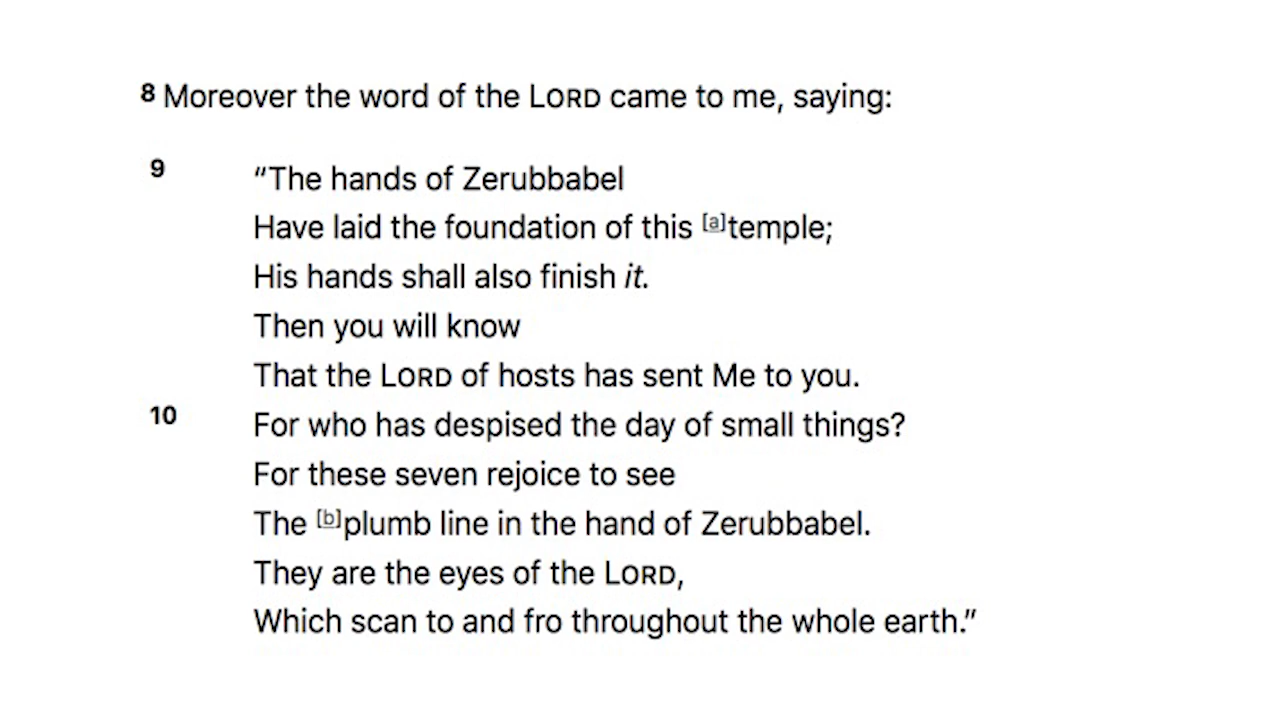 8 Moreover the word of the LORD came to me, saying:
9 “The hands of Zerubbabel
Have laid the foundation of this [a]temple;
His hands shall also finish it.
Then you will know
That the LORD of hosts has sent Me to you.
10 For who has despised the day of small things?
For these seven rejoice to see
The [b]plumb line in the hand of Zerubbabel.
They are the eyes of the LORD,
Which scan to and fro throughout the whole earth.”